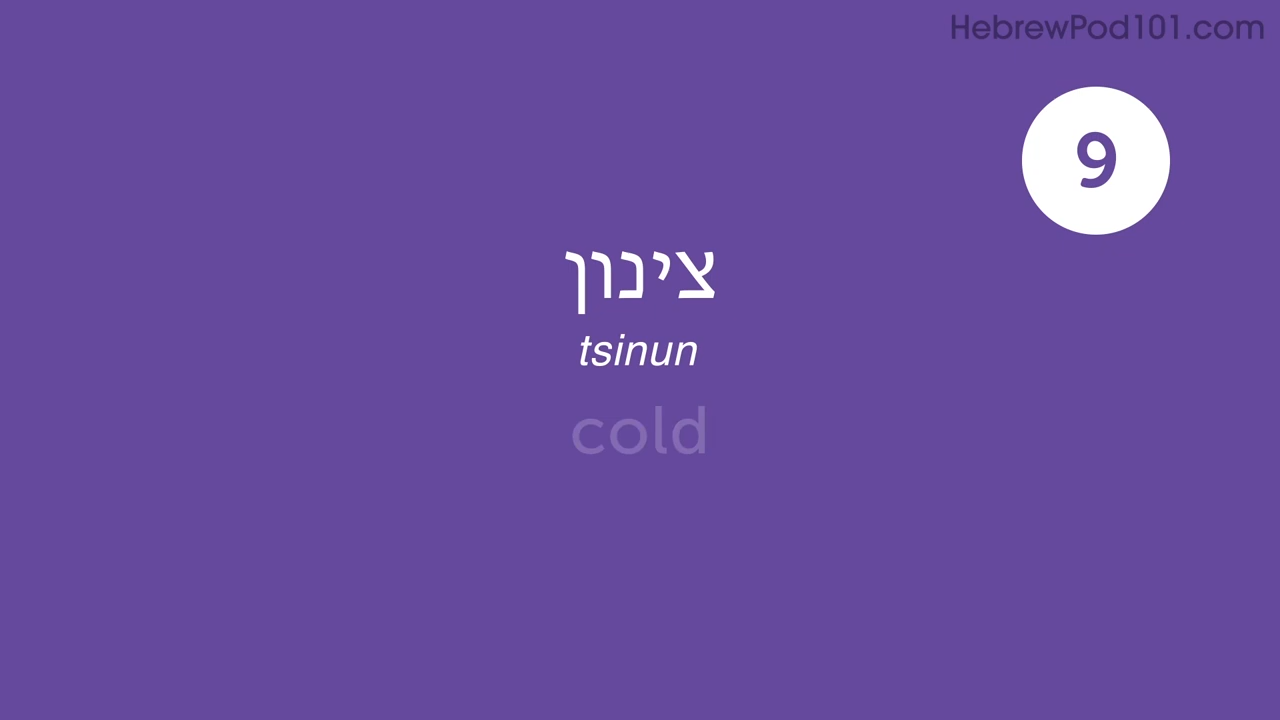 HebrewPod101.com
9
צינון
tsinun
cold